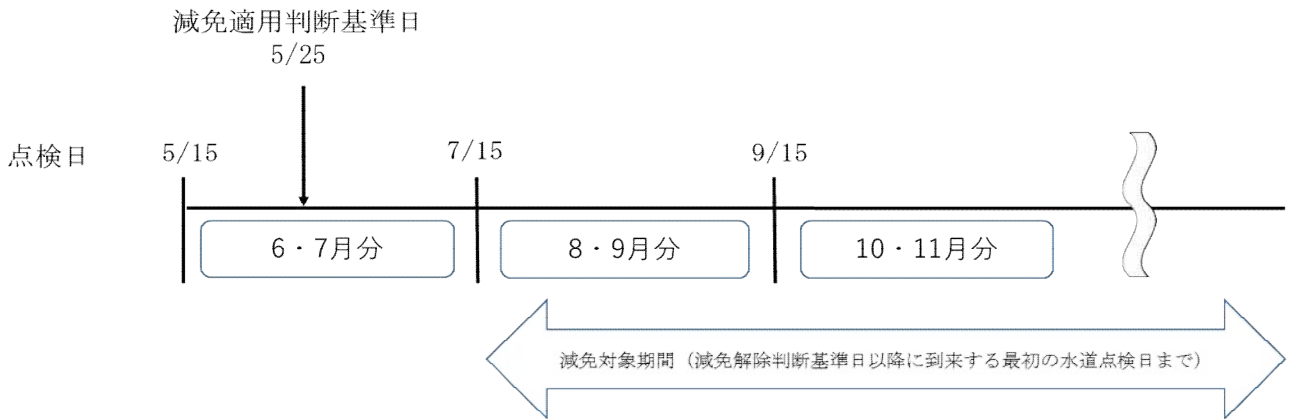 減免適用判断基準日
5/25
点検日
5/15
7/15
9/15
6・7月分
8・9月分
10・11月分
減免対象期間（減免解除判断基準日以降に到来する最初の水道点検日まで）